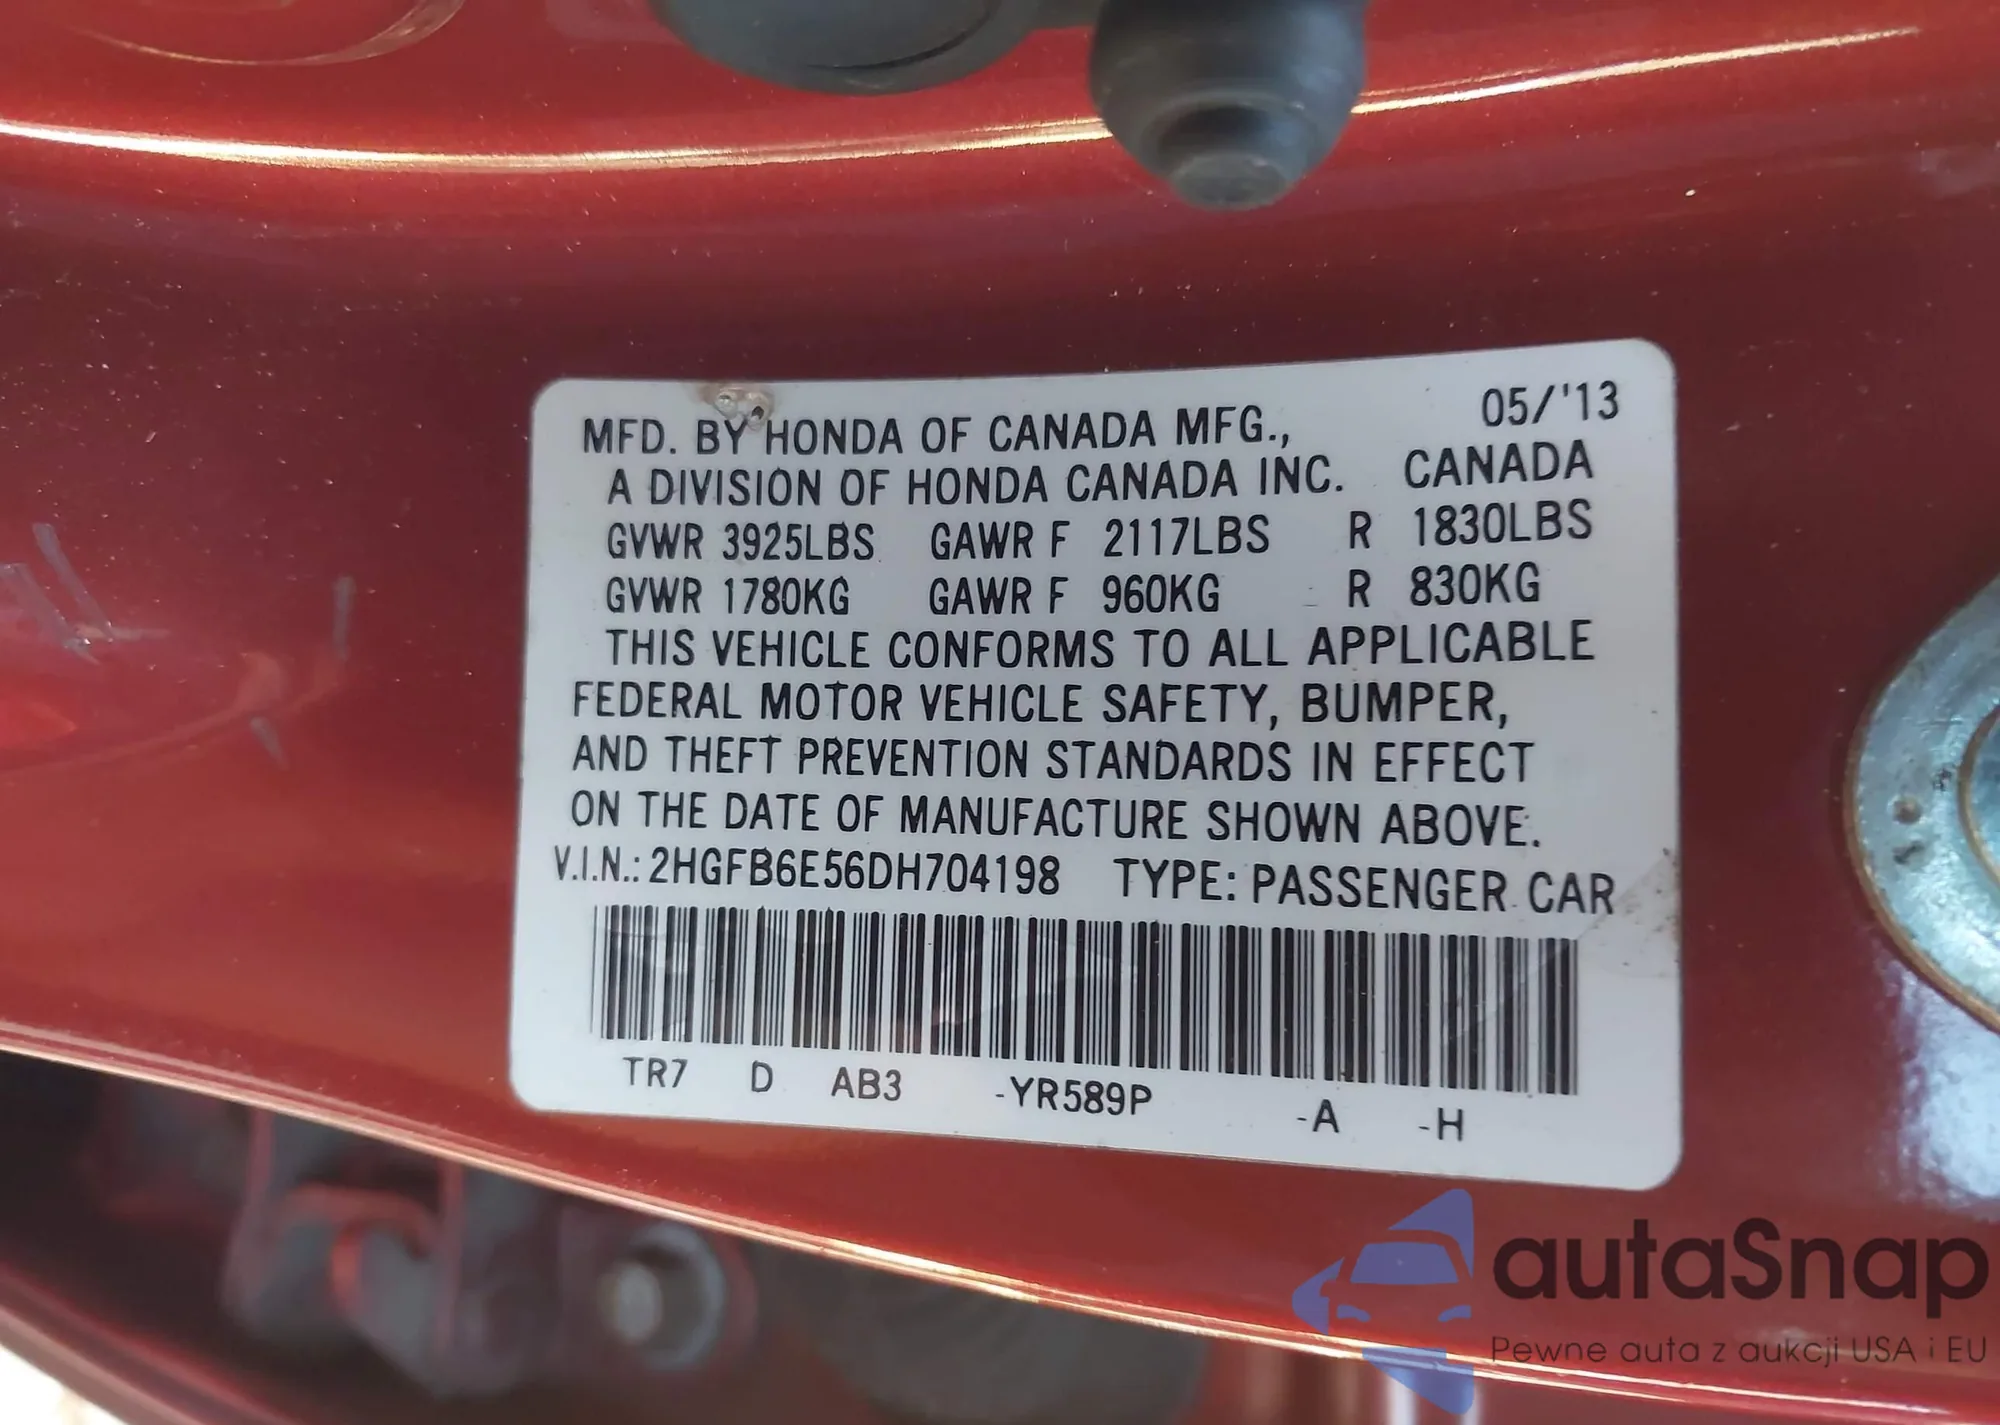 05/'13
MFD. BY HONDA OF CANADA MFG.,
A DIVISION OF HONDA CANADA INC. CANADA
GVWR 3925LBS GAWR F 2117LBS R 1830LBS
GVWR 1780KG GAWR F 960KG R 830KG
THIS VEHICLE CONFORMS TO ALL APPLICABLE
FEDERAL MOTOR VEHICLE SAFETY, BUMPER,
AND THEFT PREVENTION STANDARDS IN EFFECT
ON THE DATE OF MANUFACTURE SHOWN ABOVE.
V.I.N.: 2HGFB6E56DH704198 TYPE: PASSENGER CAR
TR7 D AB3 -YR589P -A -H
autaSnap
Pewne auta z aukcji USA i EU